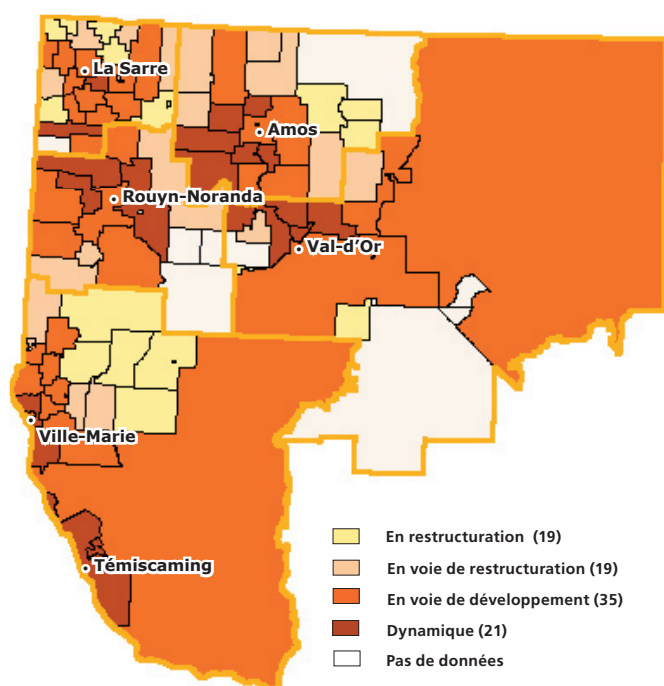 La Sarre
Amos
Rouyn-Noranda
Val-d'Or
Ville-Marie
Témiscaming
En restructuration (19)
En voie de restructuration (19)
En voie de développement (35)
Dynamique (21)
Pas de données